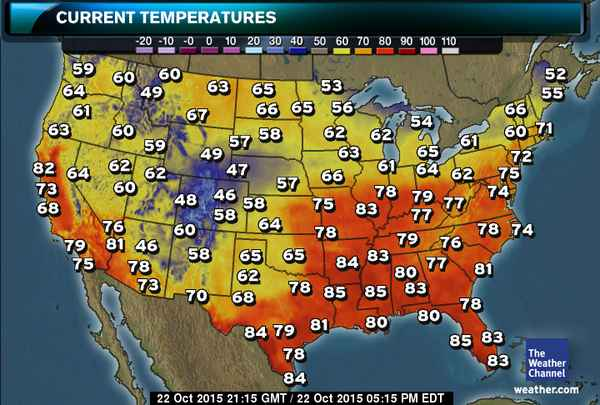 CURRENT TEMPERATURES
-20 -10 0 10 20 30 40 50 60 70 80 90 100 110
59 60 60 63 65 53 52
64 49 55
61 67 66 65 56 54 66
63 60 59 57 58 62 62 61 60 71
82 64 62 62 49 47 63 61 65 72
73 60 48 46 57 66 78 64 62 75
68 58 58 75 83 79 77 77 74
76 60 64 78 79 76 78 74
79 81 46 58 65 65 84 83 77
75 78 62 80 81
73 70 68 78 85 85 83 78
84 79 81 80 80
78 85 83
84 83
The Weather Channel
weather.com
22 Oct 2015 21:15 GMT / 22 Oct 2015 05:15 PM EDT